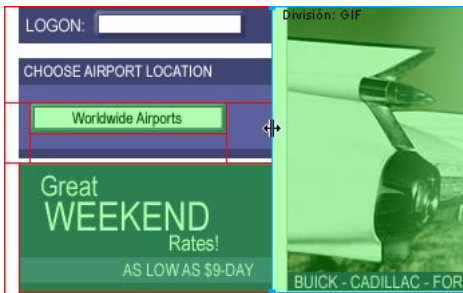 LOGON:
División: GIF
CHOOSE AIRPORT LOCATION
Worldwide Airports
Great
WEEKEND
Rates!
AS LOW AS $9-DAY
BUICK - CADILLAC - FOR